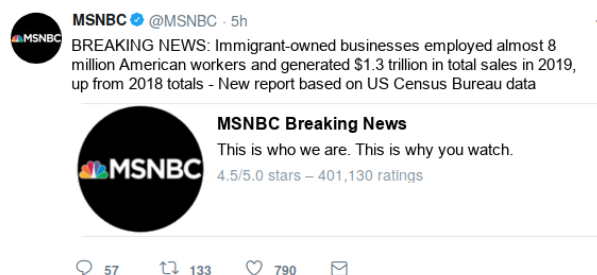 MSNBC @MSNBC · 5h
MSNBC
BREAKING NEWS: Immigrant-owned businesses employed almost 8
million American workers and generated $1.3 trillion in total sales in 2019,
up from 2018 totals - New report based on US Census Bureau data
MSNBC
MSNBC Breaking News
This is who we are. This is why you watch.
4.5/5.0 stars – 401,130 ratings
57 133 790